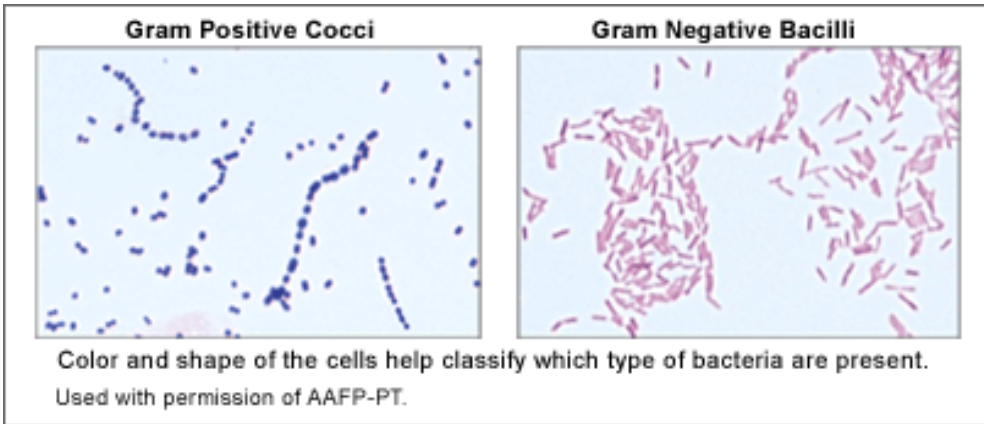 Gram Positive Cocci
Gram Negative Bacilli
Color and shape of the cells help classify which type of bacteria are present.
Used with permission of AAFP-PT.